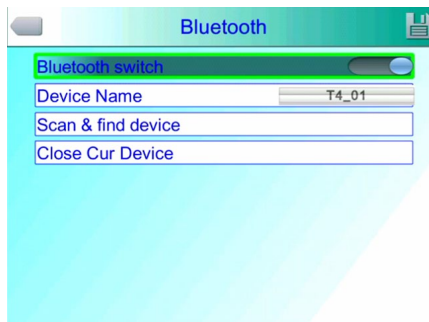 Bluetooth
Bluetooth switch
Device Name
T4_01
Scan & find device
Close Cur Device